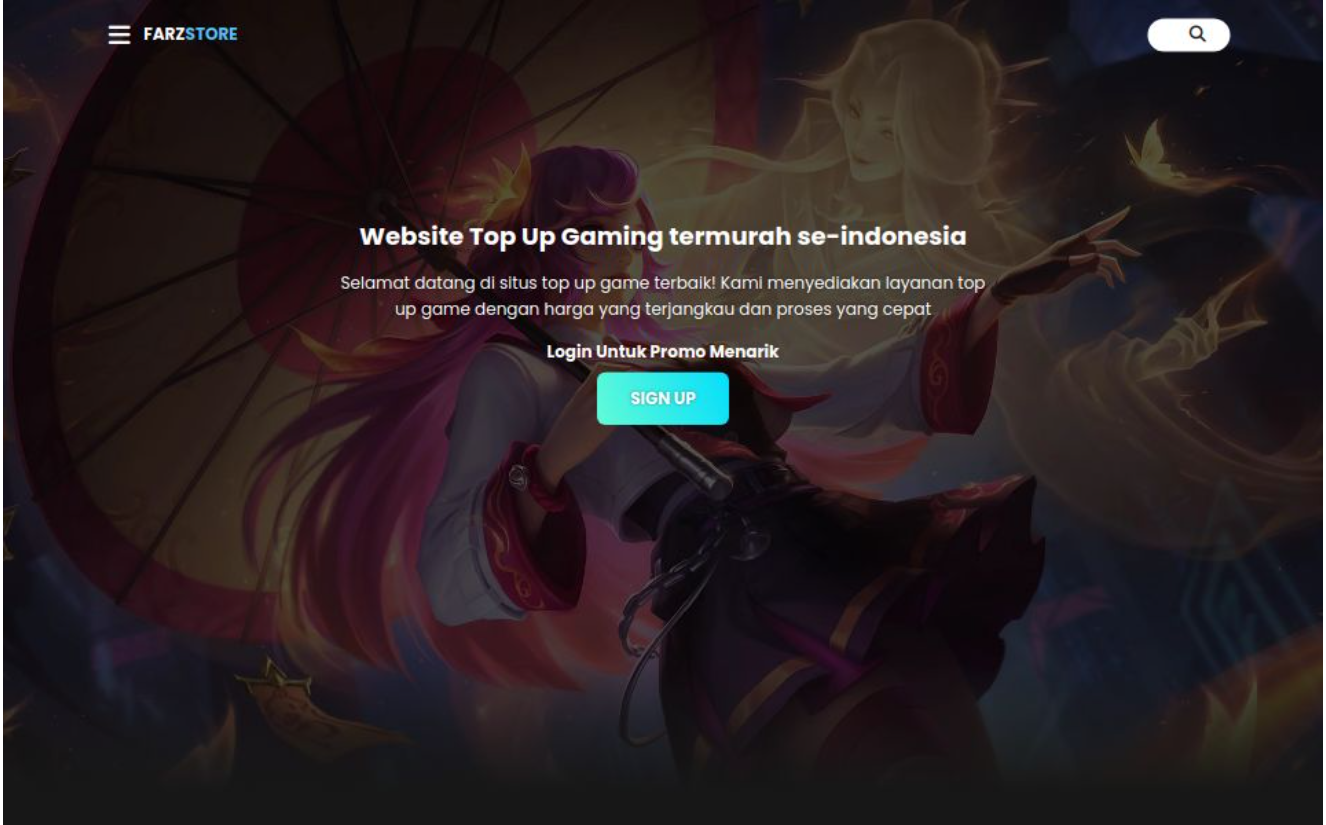 FARZSTORE
Website Top Up Gaming termurah se-indonesia
Selamat datang di situs top up game terbaik! Kami menyediakan layanan top
up game dengan harga yang terjangkau dan proses yang cepat
Login Untuk Promo Menarik
SIGN UP